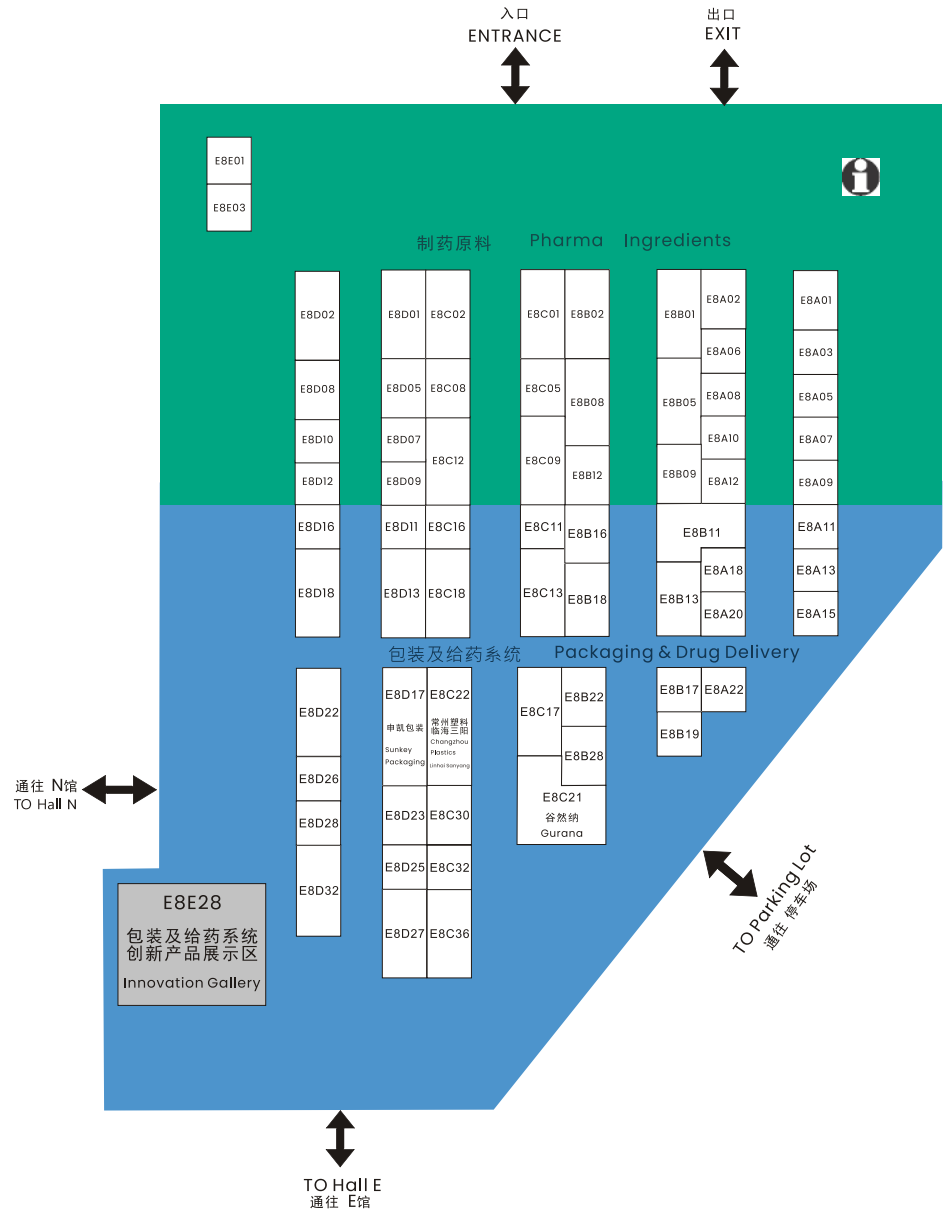 入口
ENTRANCE
出口
EXIT
E8E01
E8E03
制药原料 Pharma Ingredients
E8D02
E8D08
E8D10
E8D12
E8D16
E8D18
E8D01
E8C02
E8D05
E8C08
E8D07
E8C12
E8D09
E8D11
E8C16
E8D13
E8C18
E8C01
E8B02
E8C05
E8B08
E8C09
E8B12
E8C11
E8B16
E8C13
E8B18
E8B01
E8A02
E8A06
E8B05
E8A08
E8A10
E8B09
E8A12
E8B11
E8A18
E8B13
E8A20
E8A01
E8A03
E8A05
E8A07
E8A09
E8A11
E8A13
E8A15
包装及给药系统 Packaging & Drug Delivery
E8D22
E8D26
E8D28
E8D32
E8D17
申凯包装
Sunkey
Packaging
E8C22
常州塑料
临海三阳
Changzhou
Plastics
Linhai Sanyang
E8D23
E8C30
E8D25
E8C32
E8D27
E8C36
E8C17
E8B22
E8B28
E8C21
谷然纳
Gurana
E8B17
E8A22
E8B19
通往 N馆
TO Hall N
E8E28
包装及给药系统
创新产品展示区
Innovation Gallery
TO Parking Lot
通往 停车场
TO Hall E
通往 E馆